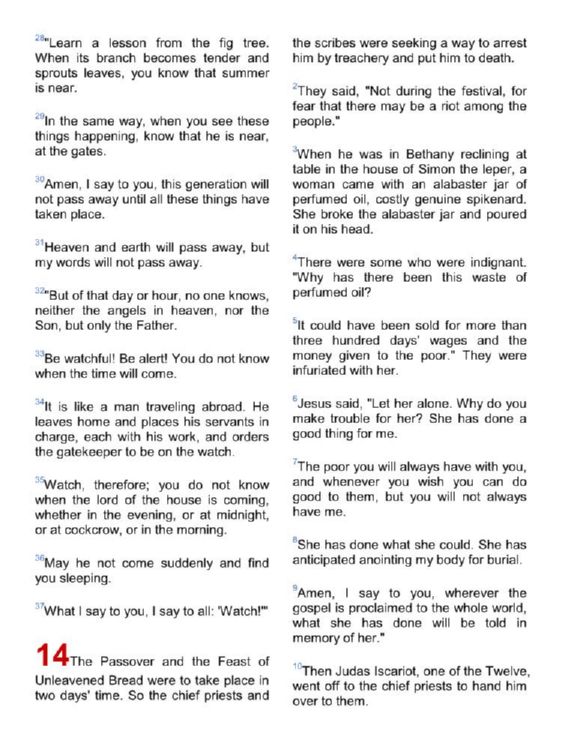 28"Learn a lesson from the fig tree.
When its branch becomes tender and
sprouts leaves, you know that summer
is near.
29In the same way, when you see these
things happening, know that he is near,
at the gates.
30Amen, I say to you, this generation will
not pass away until all these things have
taken place.
31Heaven and earth will pass away, but
my words will not pass away.
32"But of that day or hour, no one knows,
neither the angels in heaven, nor the
Son, but only the Father.
33Be watchful! Be alert! You do not know
when the time will come.
34It is like a man traveling abroad. He
leaves home and places his servants in
charge, each with his work, and orders
the gatekeeper to be on the watch.
35Watch, therefore; you do not know
when the lord of the house is coming,
whether in the evening, or at midnight,
or at cockcrow, or in the morning.
36May he not come suddenly and find
you sleeping.
37What I say to you, I say to all: 'Watch!'"
14The Passover and the Feast of
Unleavened Bread were to take place in
two days' time. So the chief priests and
the scribes were seeking a way to arrest
him by treachery and put him to death.
2They said, "Not during the festival, for
fear that there may be a riot among the
people."
3When he was in Bethany reclining at
table in the house of Simon the leper, a
woman came with an alabaster jar of
perfumed oil, costly genuine spikenard.
She broke the alabaster jar and poured
it on his head.
4There were some who were indignant.
"Why has there been this waste of
perfumed oil?
5It could have been sold for more than
three hundred days' wages and the
money given to the poor." They were
infuriated with her.
6Jesus said, "Let her alone. Why do you
make trouble for her? She has done a
good thing for me.
7The poor you will always have with you,
and whenever you wish you can do
good to them, but you will not always
have me.
8She has done what she could. She has
anticipated anointing my body for burial.
9Amen, I say to you, wherever the
gospel is proclaimed to the whole world,
what she has done will be told in
memory of her."
10Then Judas Iscariot, one of the Twelve,
went off to the chief priests to hand him
over to them.